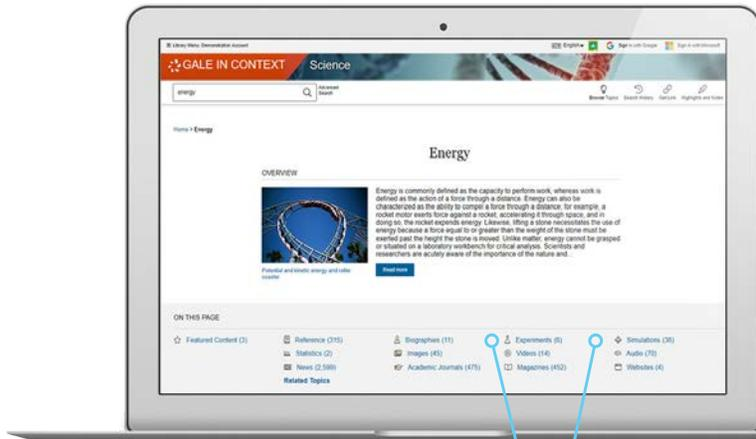 Library Menu: Demonstration Account
English
Sign in with Google
Sign in with Microsoft
GALE IN CONTEXT Science
energy
Advanced
Search
Browse Topics
Search History
Get Link
Highlights and Notes
Home > Energy
Energy
OVERVIEW
Energy is commonly defined as the capacity to perform work, whereas work is
defined as the action of a force through a distance. Energy can also be
characterized as the ability to compel a force through a distance; for example, a
rocket motor exerts force against a rocket, accelerating it through space, and in
doing so, the rocket expends energy. Likewise, lifting a stone necessitates the use of
energy because a force equal to or greater than the weight of the stone must be
exerted past the height the stone is moved. Unlike matter, energy cannot be grasped
or situated on a laboratory workbench for critical analysis. Scientists and
researchers are acutely aware of the importance of the nature and...
Potential and kinetic energy and roller
coaster
Read more
ON THIS PAGE
Featured Content (3)
Reference (315)
Biographies (11)
Experiments (6)
Simulations (38)
Statistics (2)
Images (45)
Videos (14)
Audio (70)
News (2,599)
Academic Journals (475)
Magazines (452)
Websites (4)
Related Topics